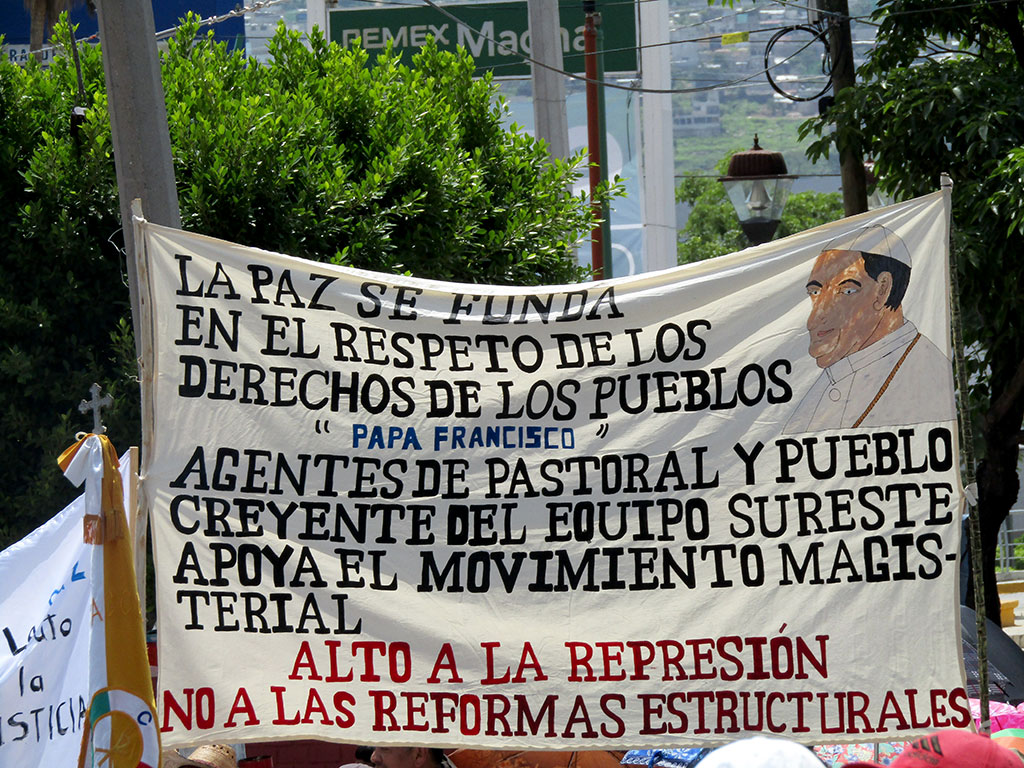 PEMEX Magna
LA PAZ SE FUNDA
EN EL RESPETO DE LOS
DERECHOS DE LOS PUEBLOS
" PAPA FRANCISCO "
AGENTES DE PASTORAL Y PUEBLO
CREYENTE DEL EQUIPO SURESTE
APOYA EL MOVIMIENTO MAGIS-
TERIAL
ALTO A LA REPRESIÓN
NO A LAS REFORMAS ESTRUCTURALES
la